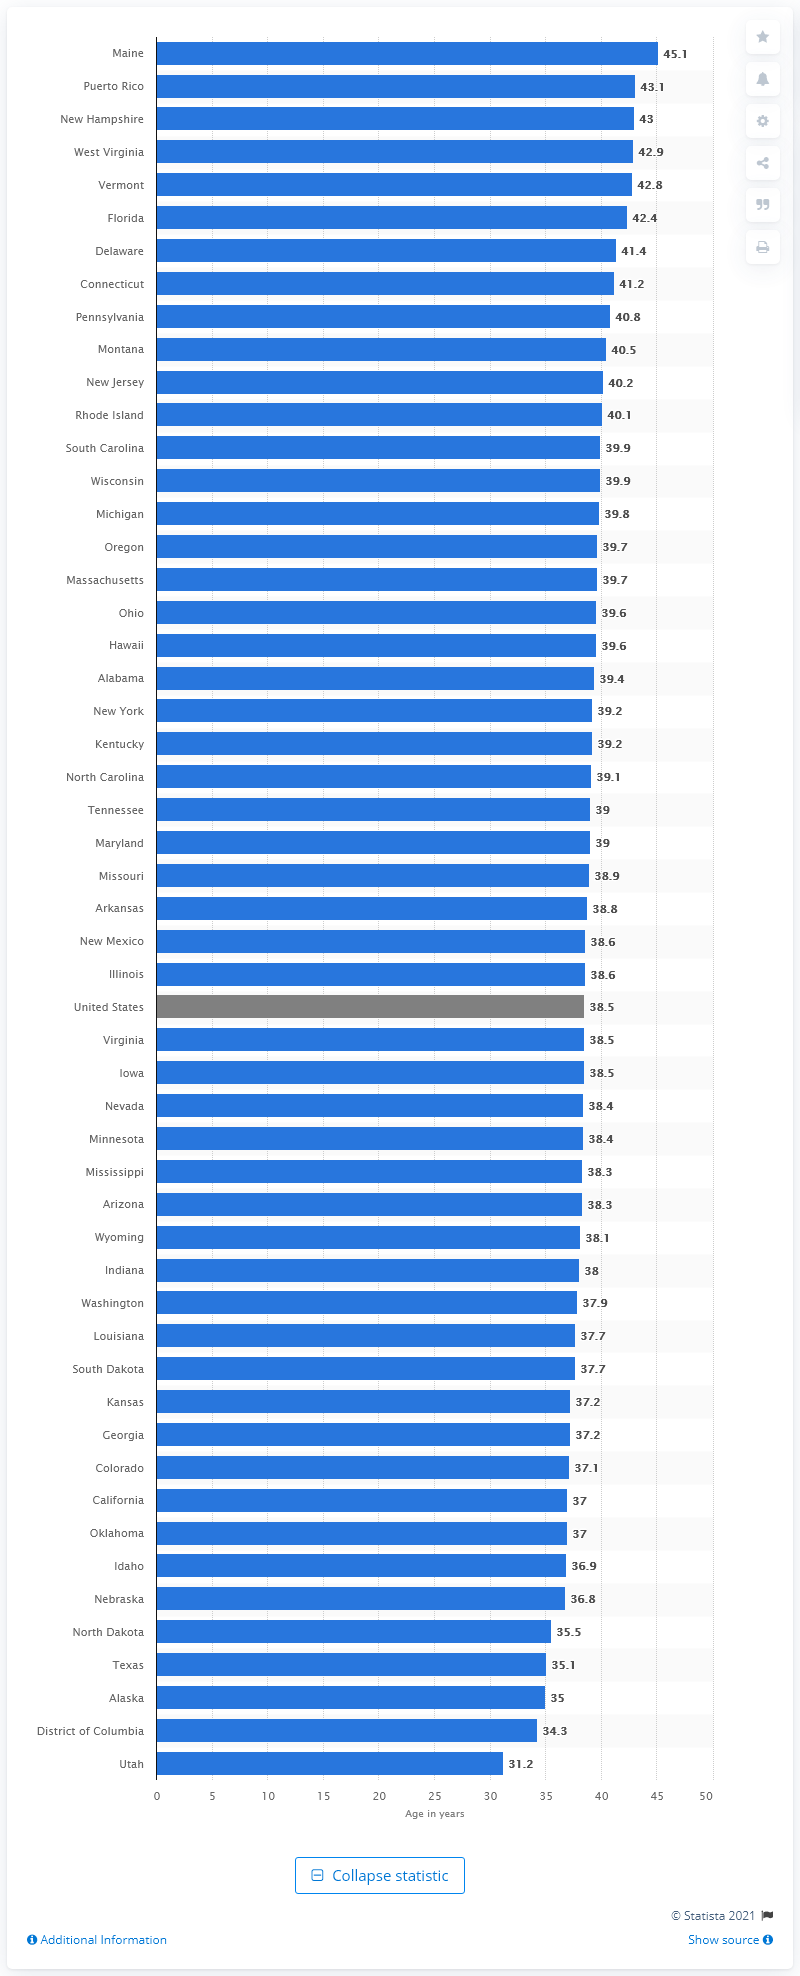 Maine 45.1
Puerto Rico 43.1
New Hampshire 43
West Virginia 42.9
Vermont 42.8
Florida 42.4
Delaware 41.4
Connecticut 41.2
Pennsylvania 40.8
Montana 40.5
New Jersey 40.2
Rhode Island 40.1
South Carolina 39.9
Wisconsin 39.9
Michigan 39.8
Oregon 39.7
Massachusetts 39.7
Ohio 39.6
Hawaii 39.6
Alabama 39.4
New York 39.2
Kentucky 39.2
North Carolina 39.1
Tennessee 39
Maryland 39
Missouri 38.9
Arkansas 38.8
New Mexico 38.6
Illinois 38.6
United States 38.5
Virginia 38.5
Iowa 38.5
Nevada 38.4
Minnesota 38.4
Mississippi 38.3
Arizona 38.3
Wyoming 38.1
Indiana 38
Washington 37.9
Louisiana 37.7
South Dakota 37.7
Kansas 37.2
Georgia 37.2
Colorado 37.1
California 37
Oklahoma 37
Idaho 36.9
Nebraska 36.8
North Dakota 35.5
Texas 35.1
Alaska 35
District of Columbia 34.3
Utah 31.2
0 5 10 15 20 25 30 35 40 45 50
Age in years
Collapse statistic
© Statista 2021
Additional Information Show source